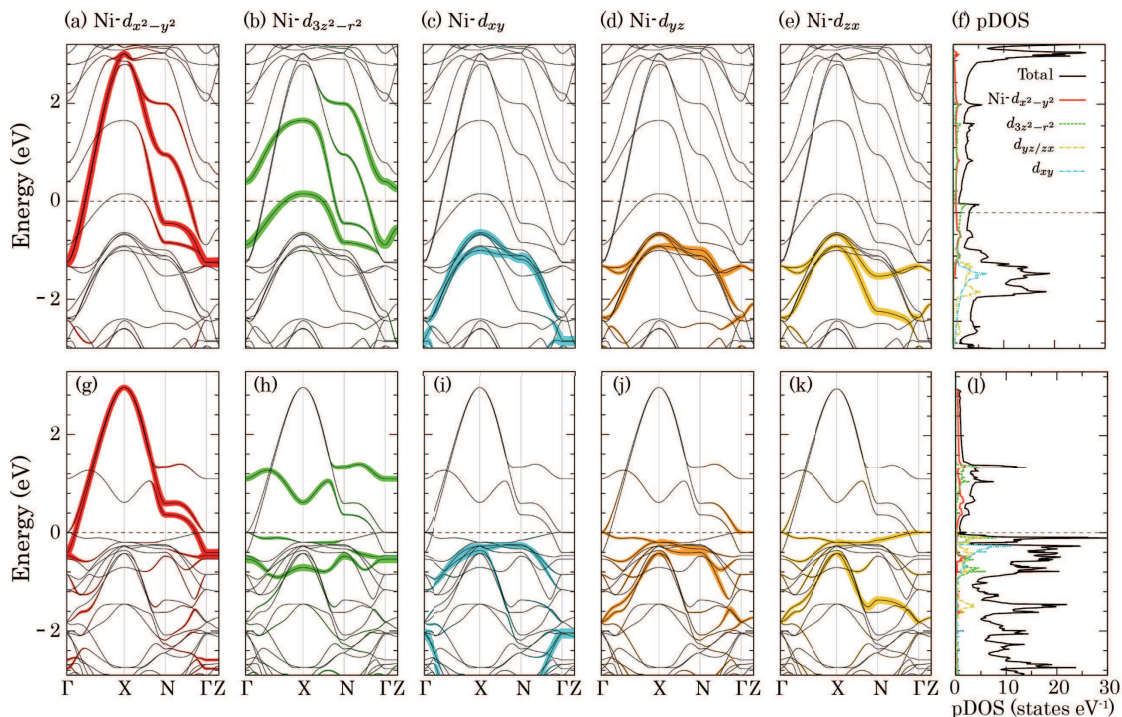 (a) Ni-dx²−y²
(b) Ni-d3z²−r²
(c) Ni-dxy
(d) Ni-dyz
(e) Ni-dzx
(f) pDOS
Energy (eV)
2
0
−2
Total
Ni-dx²−y²
d3z²−r²
dyz/zx
dxy
(g)
(h)
(i)
(j)
(k)
(l)
Energy (eV)
2
0
−2
Γ X N ΓZ
Γ X N ΓZ
Γ X N ΓZ
Γ X N ΓZ
Γ X N ΓZ
0 10 20 30
pDOS (states eV⁻¹)